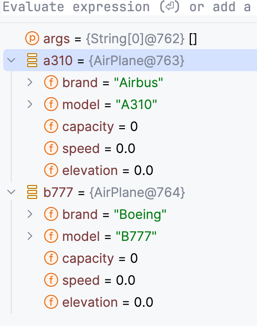 Evaluate expression (⏎) or add a
args = {String[0]@762} []
a310 = {AirPlane@763}
brand = "Airbus"
model = "A310"
capacity = 0
speed = 0.0
elevation = 0.0
b777 = {AirPlane@764}
brand = "Boeing"
model = "B777"
capacity = 0
speed = 0.0
elevation = 0.0